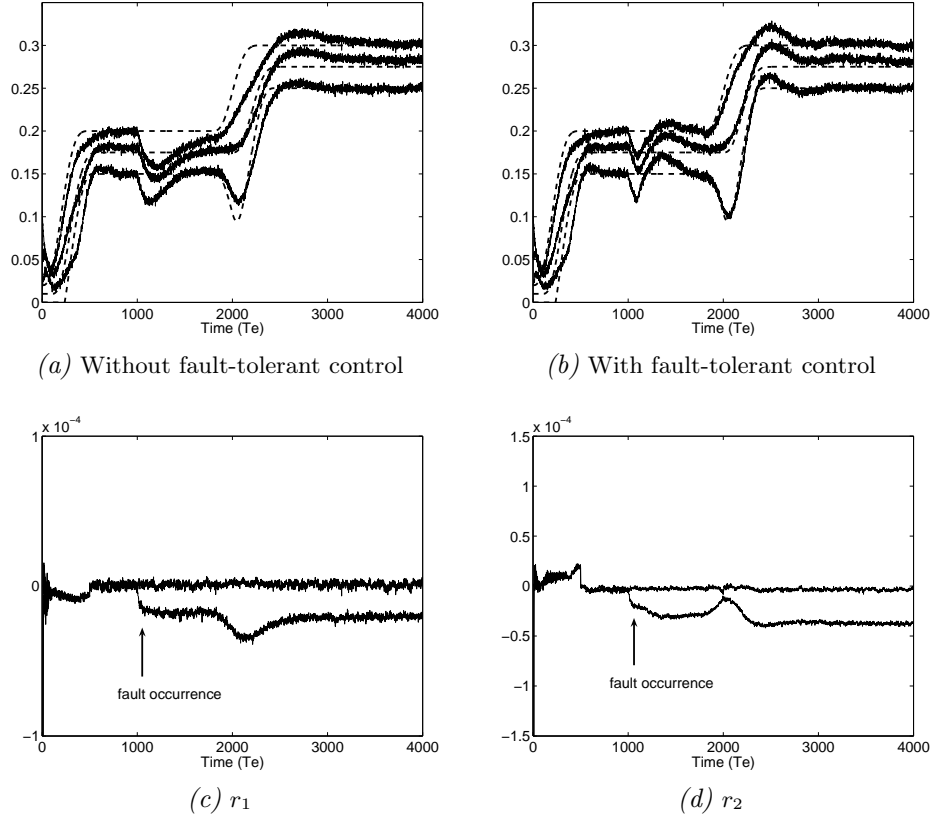 0.3
0.25
0.2
0.15
0.1
0.05
0
0 1000 2000 3000 4000
Time (Te)
(a) Without fault-tolerant control
0.3
0.25
0.2
0.15
0.1
0.05
0
0 1000 2000 3000 4000
Time (Te)
(b) With fault-tolerant control
x 10⁻⁴
1
0
−1
fault occurrence
0 1000 2000 3000 4000
Time (Te)
(c) r₁
x 10⁻⁴
1.5
1
0.5
0
−0.5
−1
−1.5
fault occurrence
0 1000 2000 3000 4000
Time (Te)
(d) r₂